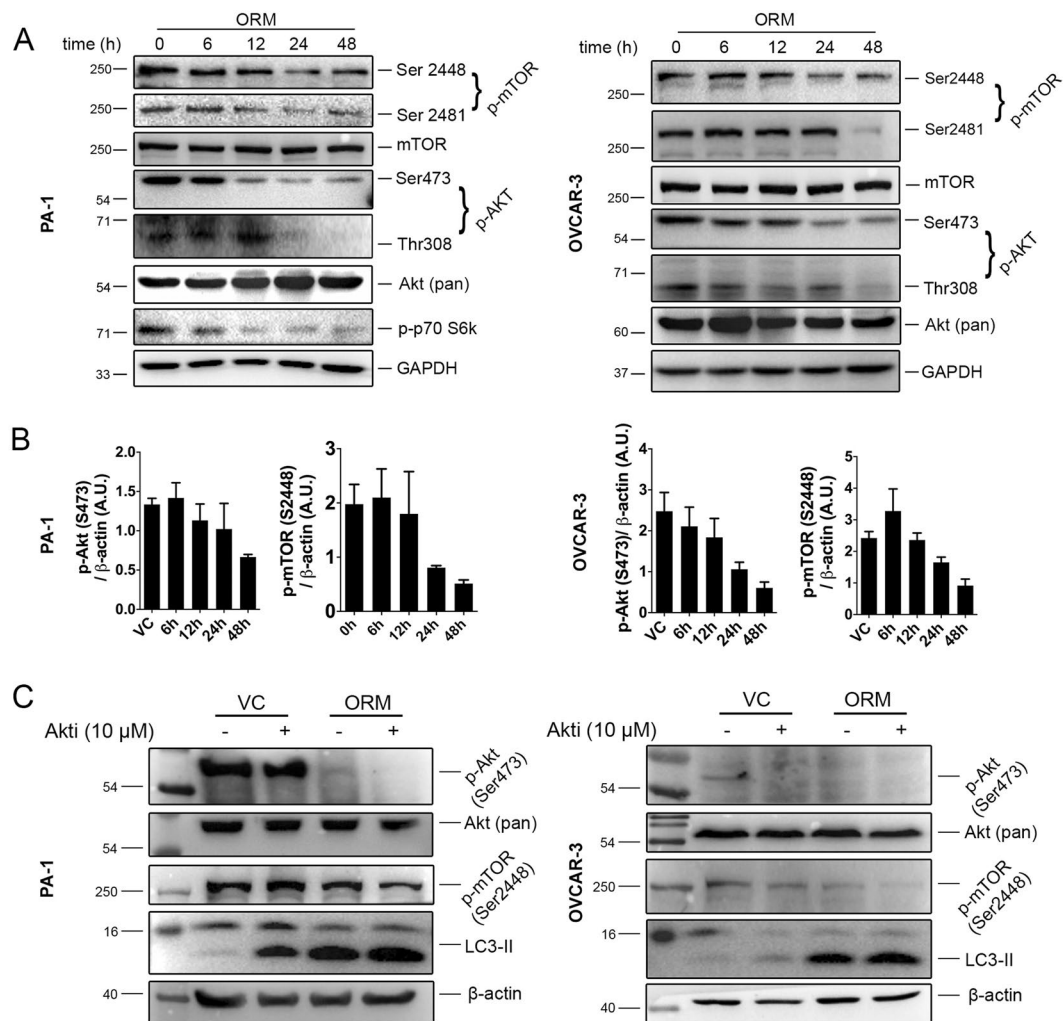 A
ORM
time (h) 0 6 12 24 48
250 Ser 2448
250 Ser 2481
p-mTOR
250 mTOR
Ser473
54
p-AKT
71
Thr308
54 Akt (pan)
71 p-p70 S6k
33 GAPDH
PA-1
ORM
time (h) 0 6 12 24 48
Ser2448
250
p-mTOR
Ser2481
250
mTOR
250
Ser473
54
p-AKT
71
Thr308
60 Akt (pan)
37 GAPDH
OVCAR-3
B
PA-1
p-Akt (S473)
/ β-actin (A.U.)
2.0
1.5
1.0
0.5
0.0
VC 6h 12h 24h 48h
p-mTOR (S2448)
/ β-actin (A.U.)
3
2
1
0
0h 6h 12h 24h 48h
OVCAR-3
p-Akt (S473)/ β-actin (A.U.)
4
3
2
1
0
VC 6h 12h 24h 48h
p-mTOR (S2448)
/ β-actin (A.U.)
5
4
3
2
1
0
VC 6h 12h 24h 48h
C
VC ORM
Akti (10 µM) - + - +
p-Akt
(Ser473)
54
Akt (pan)
54
p-mTOR
(Ser2448)
250
16
LC3-II
40 β-actin
PA-1
VC ORM
Akti (10 µM) - + - +
p-Akt
(Ser473)
54
Akt (pan)
54
p-mTOR
(Ser2448)
250
16
LC3-II
β-actin
40
OVCAR-3